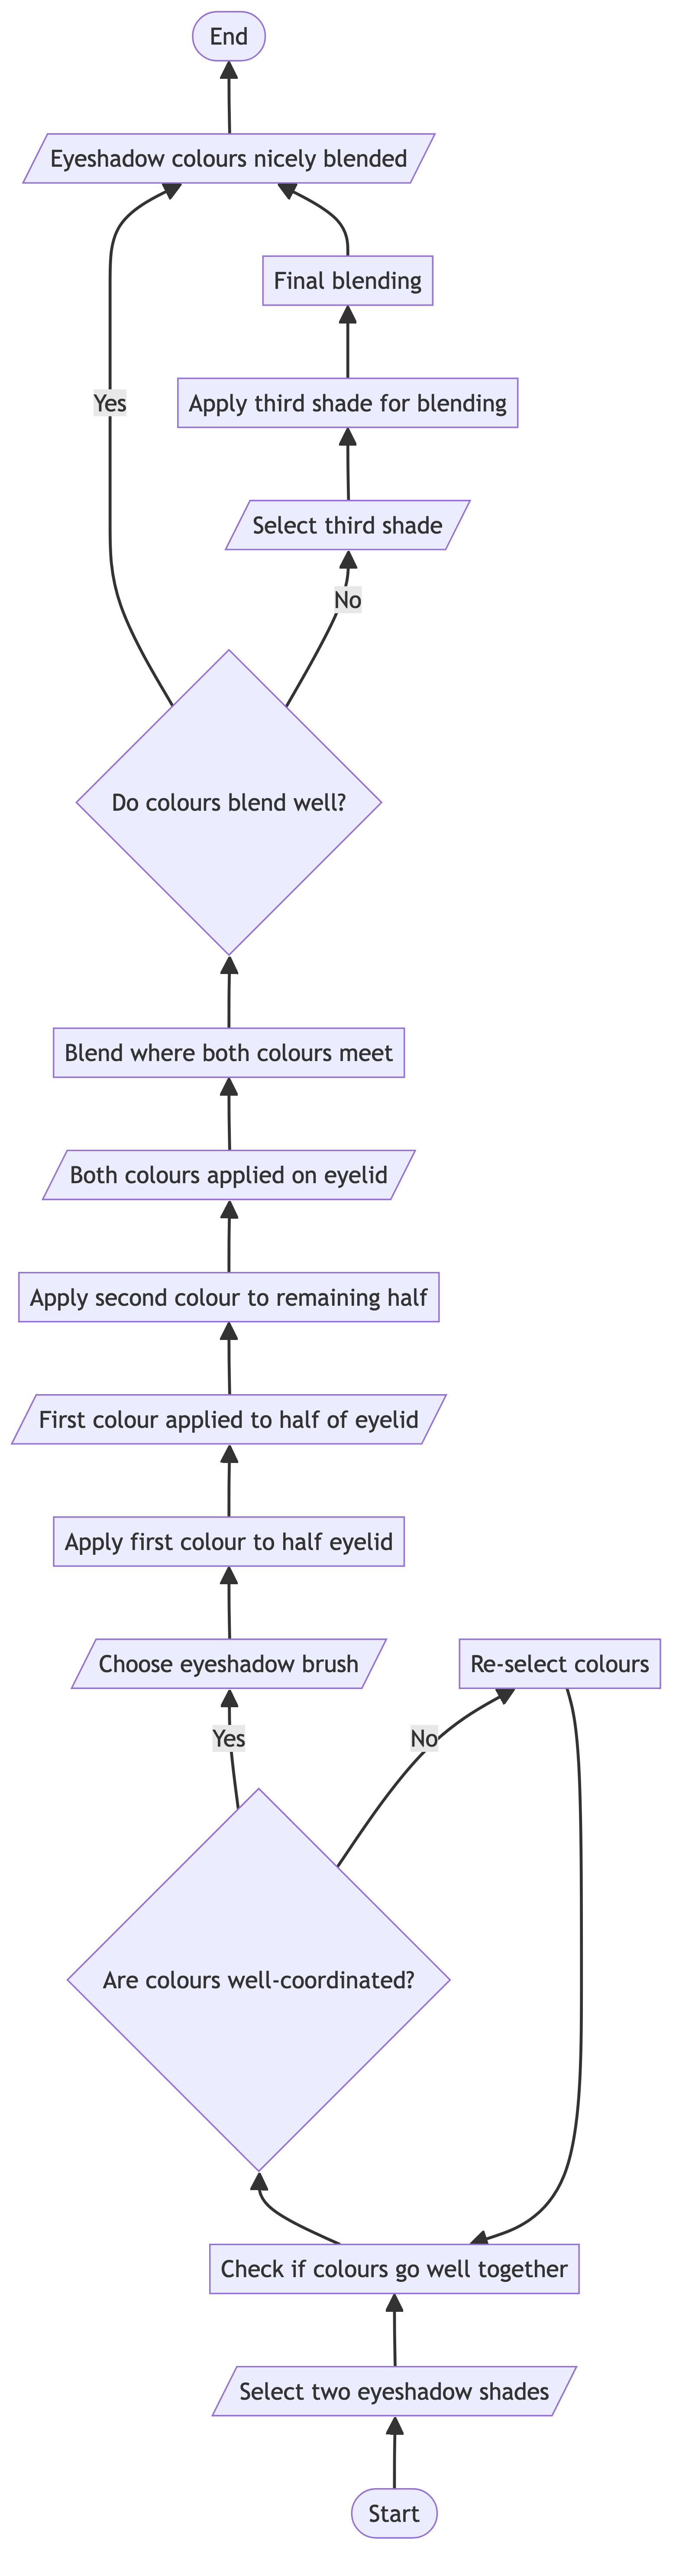 End
Eyeshadow colours nicely blended
Final blending
Yes
Apply third shade for blending
Select third shade
No
Do colours blend well?
Blend where both colours meet
Both colours applied on eyelid
Apply second colour to remaining half
First colour applied to half of eyelid
Apply first colour to half eyelid
Choose eyeshadow brush
Re-select colours
Yes
No
Are colours well-coordinated?
Check if colours go well together
Select two eyeshadow shades
Start